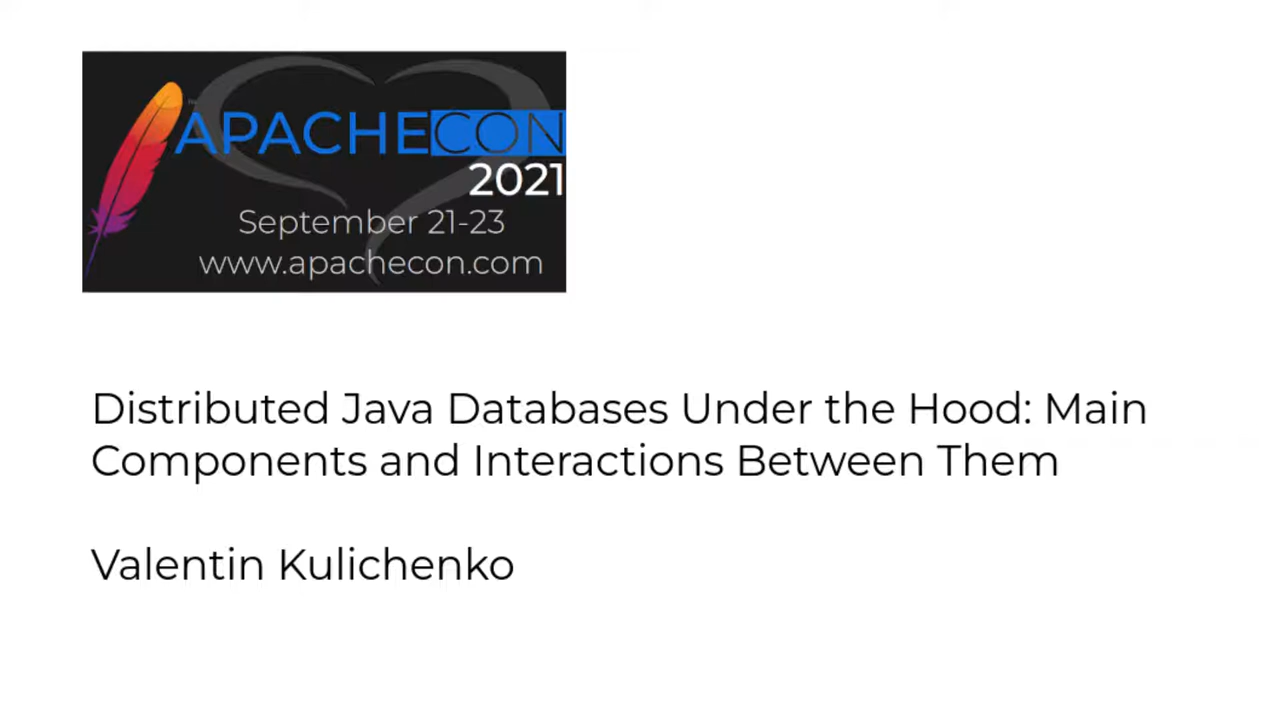 APACHECON
2021
September 21-23
www.apachecon.com
Distributed Java Databases Under the Hood: Main
Components and Interactions Between Them
Valentin Kulichenko